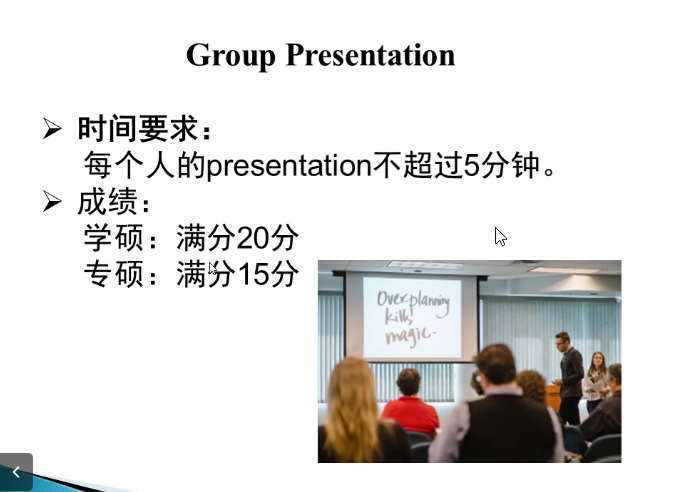 Group Presentation
时间要求：
每个人的presentation不超过5分钟。
成绩：
学硕：满分20分
专硕：满分15分
Overplanning
kills
magic.